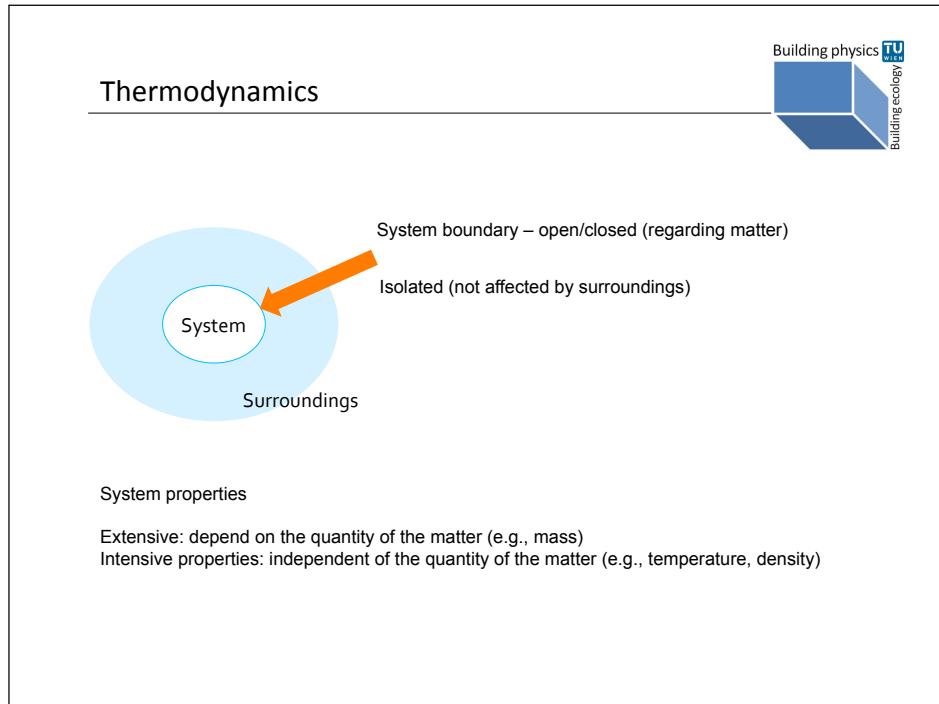 Building physics TU
WIEN
Building ecology
Thermodynamics
System boundary – open/closed (regarding matter)
Isolated (not affected by surroundings)
System
Surroundings
System properties
Extensive: depend on the quantity of the matter (e.g., mass)
Intensive properties: independent of the quantity of the matter (e.g., temperature, density)